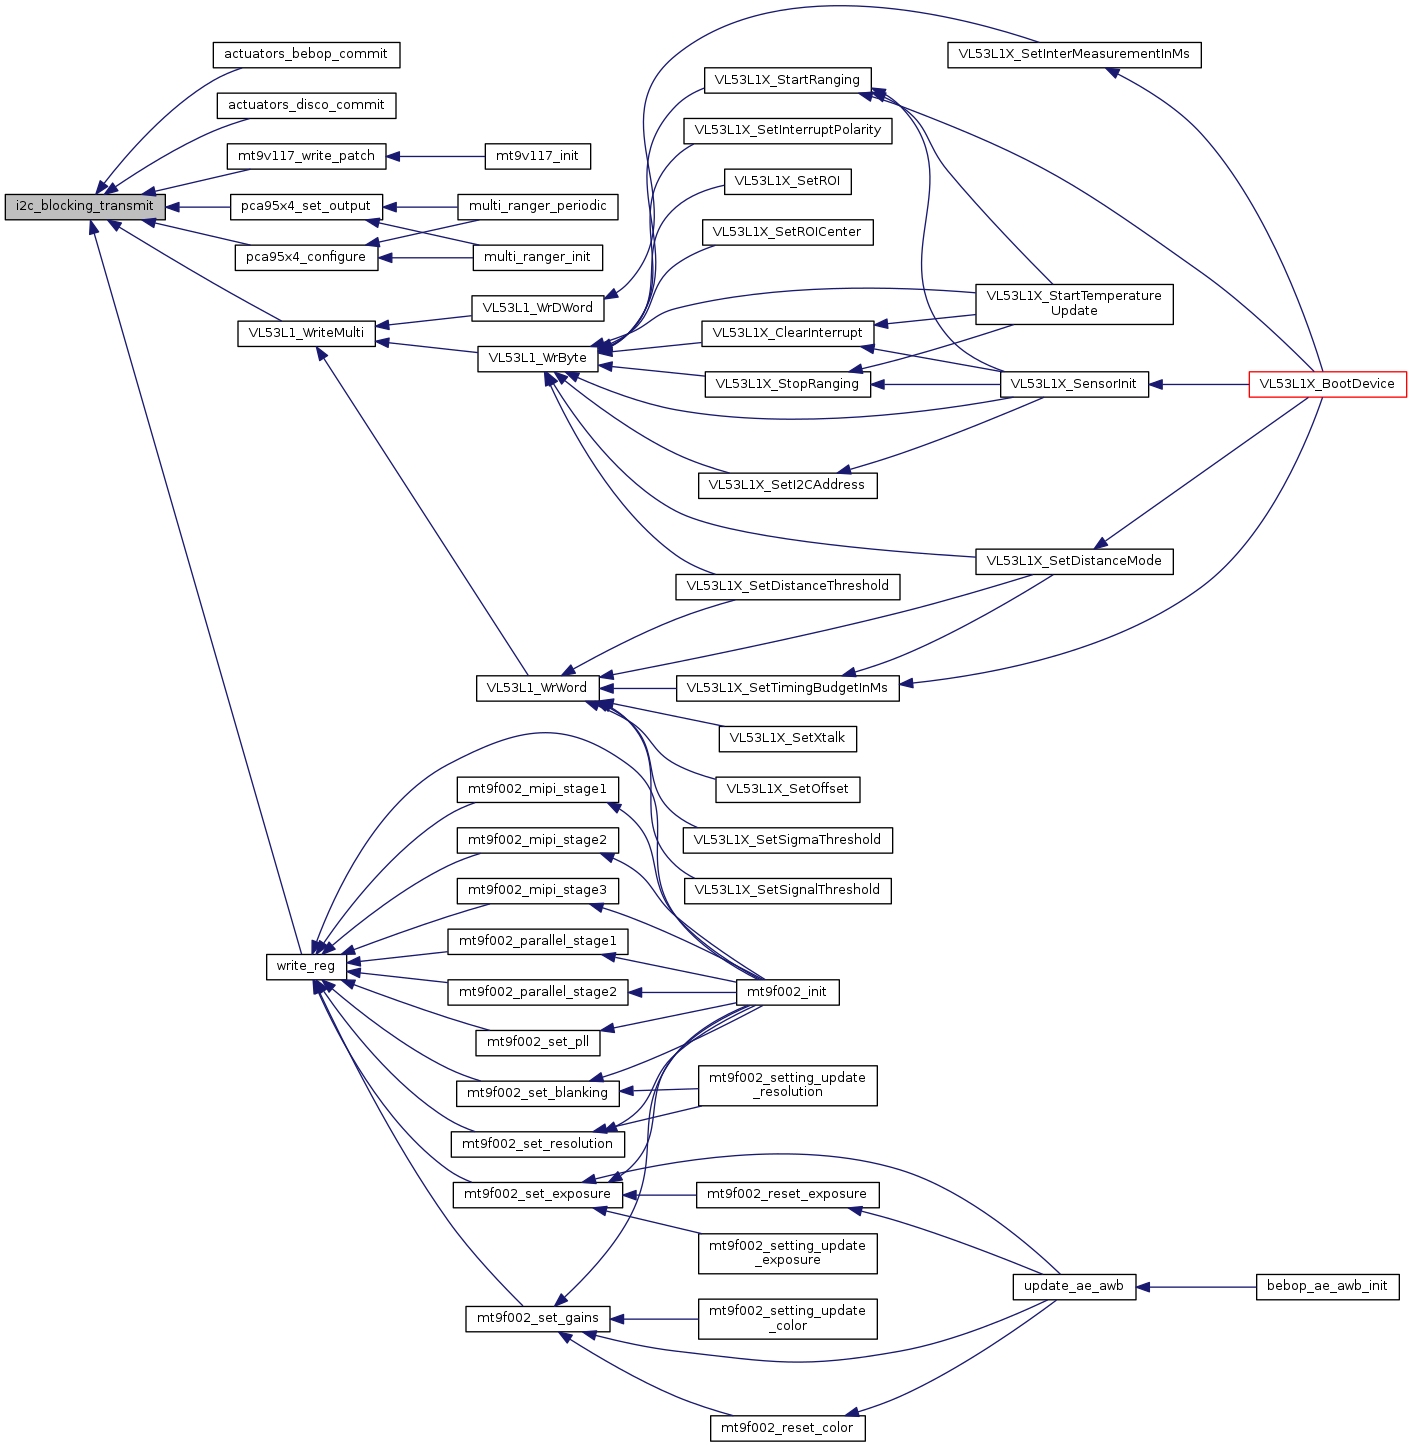 actuators_bebop_commit
VL53L1X_SetInterMeasurementInMs
VL53L1X_StartRanging
actuators_disco_commit
VL53L1X_SetInterruptPolarity
mt9v117_write_patch
mt9v117_init
VL53L1X_SetROI
i2c_blocking_transmit
pca95x4_set_output
multi_ranger_periodic
VL53L1X_SetROICenter
pca95x4_configure
multi_ranger_init
VL53L1X_StartTemperature
Update
VL53L1_WrDWord
VL53L1_WriteMulti
VL53L1X_ClearInterrupt
VL53L1_WrByte
VL53L1X_StopRanging
VL53L1X_SensorInit
VL53L1X_BootDevice
VL53L1X_SetI2CAddress
VL53L1X_SetDistanceMode
VL53L1X_SetDistanceThreshold
VL53L1_WrWord
VL53L1X_SetTimingBudgetInMs
VL53L1X_SetXtalk
mt9f002_mipi_stage1
VL53L1X_SetOffset
mt9f002_mipi_stage2
VL53L1X_SetSigmaThreshold
mt9f002_mipi_stage3
VL53L1X_SetSignalThreshold
mt9f002_parallel_stage1
write_reg
mt9f002_parallel_stage2
mt9f002_init
mt9f002_set_pll
mt9f002_set_blanking
mt9f002_setting_update
_resolution
mt9f002_set_resolution
mt9f002_set_exposure
mt9f002_reset_exposure
mt9f002_setting_update
_exposure
update_ae_awb
bebop_ae_awb_init
mt9f002_set_gains
mt9f002_setting_update
_color
mt9f002_reset_color